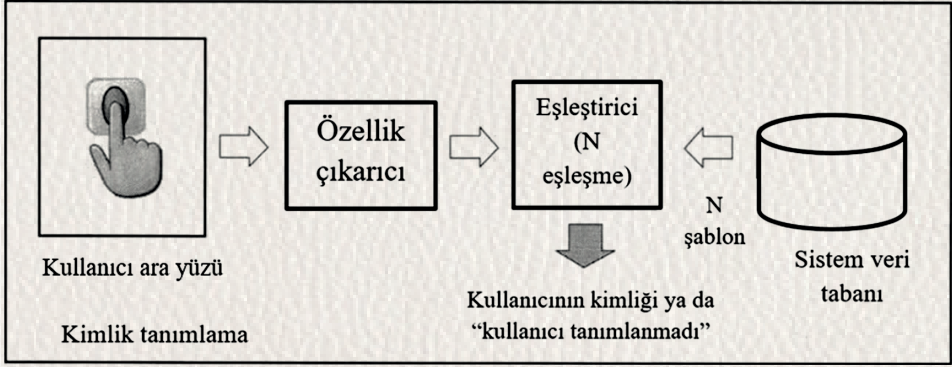 Kullanıcı ara yüzü
Kimlik tanımlama
Özellik
çıkarıcı
Eşleştirici
(N
eşleşme)
Kullanıcının kimliği ya da
“kullanıcı tanımlanmadı”
N
şablon
Sistem veri
tabanı